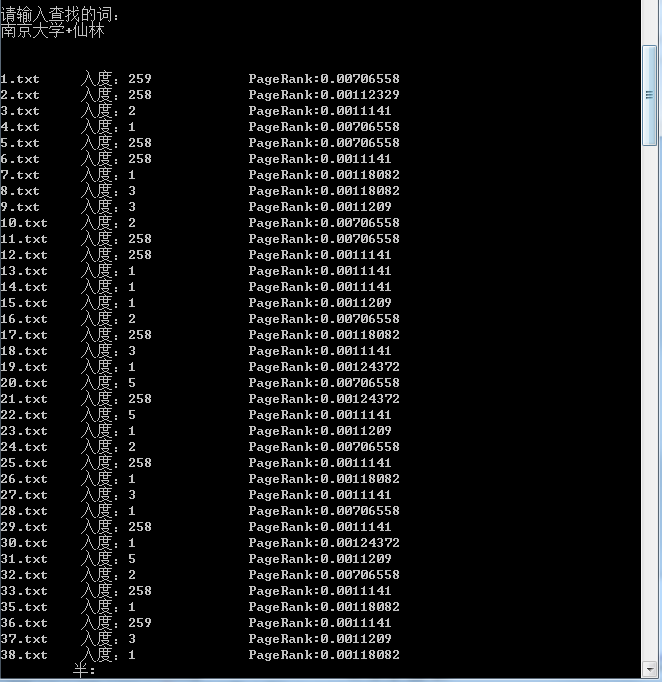 请输入查找的词：
南京大学+仙林
1.txt 入度：259 PageRank:0.00706558
2.txt 入度：258 PageRank:0.00112329
3.txt 入度：2 PageRank:0.0011141
4.txt 入度：1 PageRank:0.00706558
5.txt 入度：258 PageRank:0.00706558
6.txt 入度：258 PageRank:0.0011141
7.txt 入度：1 PageRank:0.00118082
8.txt 入度：3 PageRank:0.00118082
9.txt 入度：3 PageRank:0.0011209
10.txt 入度：2 PageRank:0.00706558
11.txt 入度：258 PageRank:0.00706558
12.txt 入度：258 PageRank:0.0011141
13.txt 入度：1 PageRank:0.0011141
14.txt 入度：1 PageRank:0.0011141
15.txt 入度：1 PageRank:0.0011209
16.txt 入度：2 PageRank:0.00706558
17.txt 入度：258 PageRank:0.00118082
18.txt 入度：3 PageRank:0.0011141
19.txt 入度：1 PageRank:0.00124372
20.txt 入度：5 PageRank:0.00706558
21.txt 入度：258 PageRank:0.00124372
22.txt 入度：5 PageRank:0.0011141
23.txt 入度：1 PageRank:0.0011209
24.txt 入度：2 PageRank:0.00706558
25.txt 入度：258 PageRank:0.0011141
26.txt 入度：1 PageRank:0.00118082
27.txt 入度：3 PageRank:0.0011141
28.txt 入度：1 PageRank:0.00706558
29.txt 入度：258 PageRank:0.0011141
30.txt 入度：1 PageRank:0.00124372
31.txt 入度：5 PageRank:0.0011209
32.txt 入度：2 PageRank:0.00706558
33.txt 入度：258 PageRank:0.0011141
35.txt 入度：1 PageRank:0.00118082
36.txt 入度：259 PageRank:0.0011141
37.txt 入度：3 PageRank:0.0011209
38.txt 入度：1 PageRank:0.00118082
半：